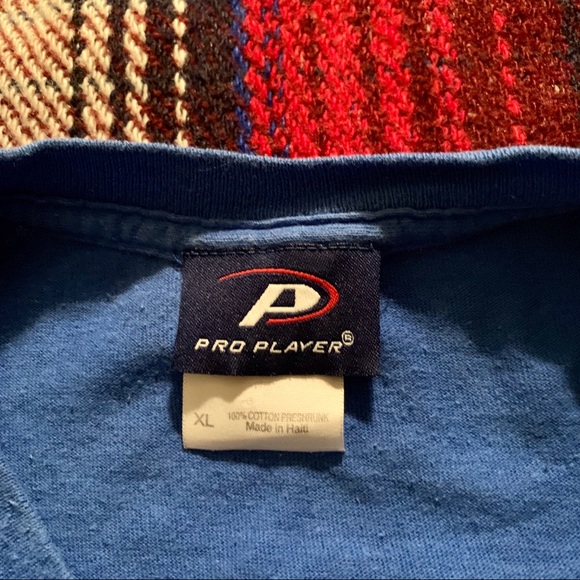 P
PRO PLAYER®
XL
100% COTTON PRESHRUNK
Made in Haiti